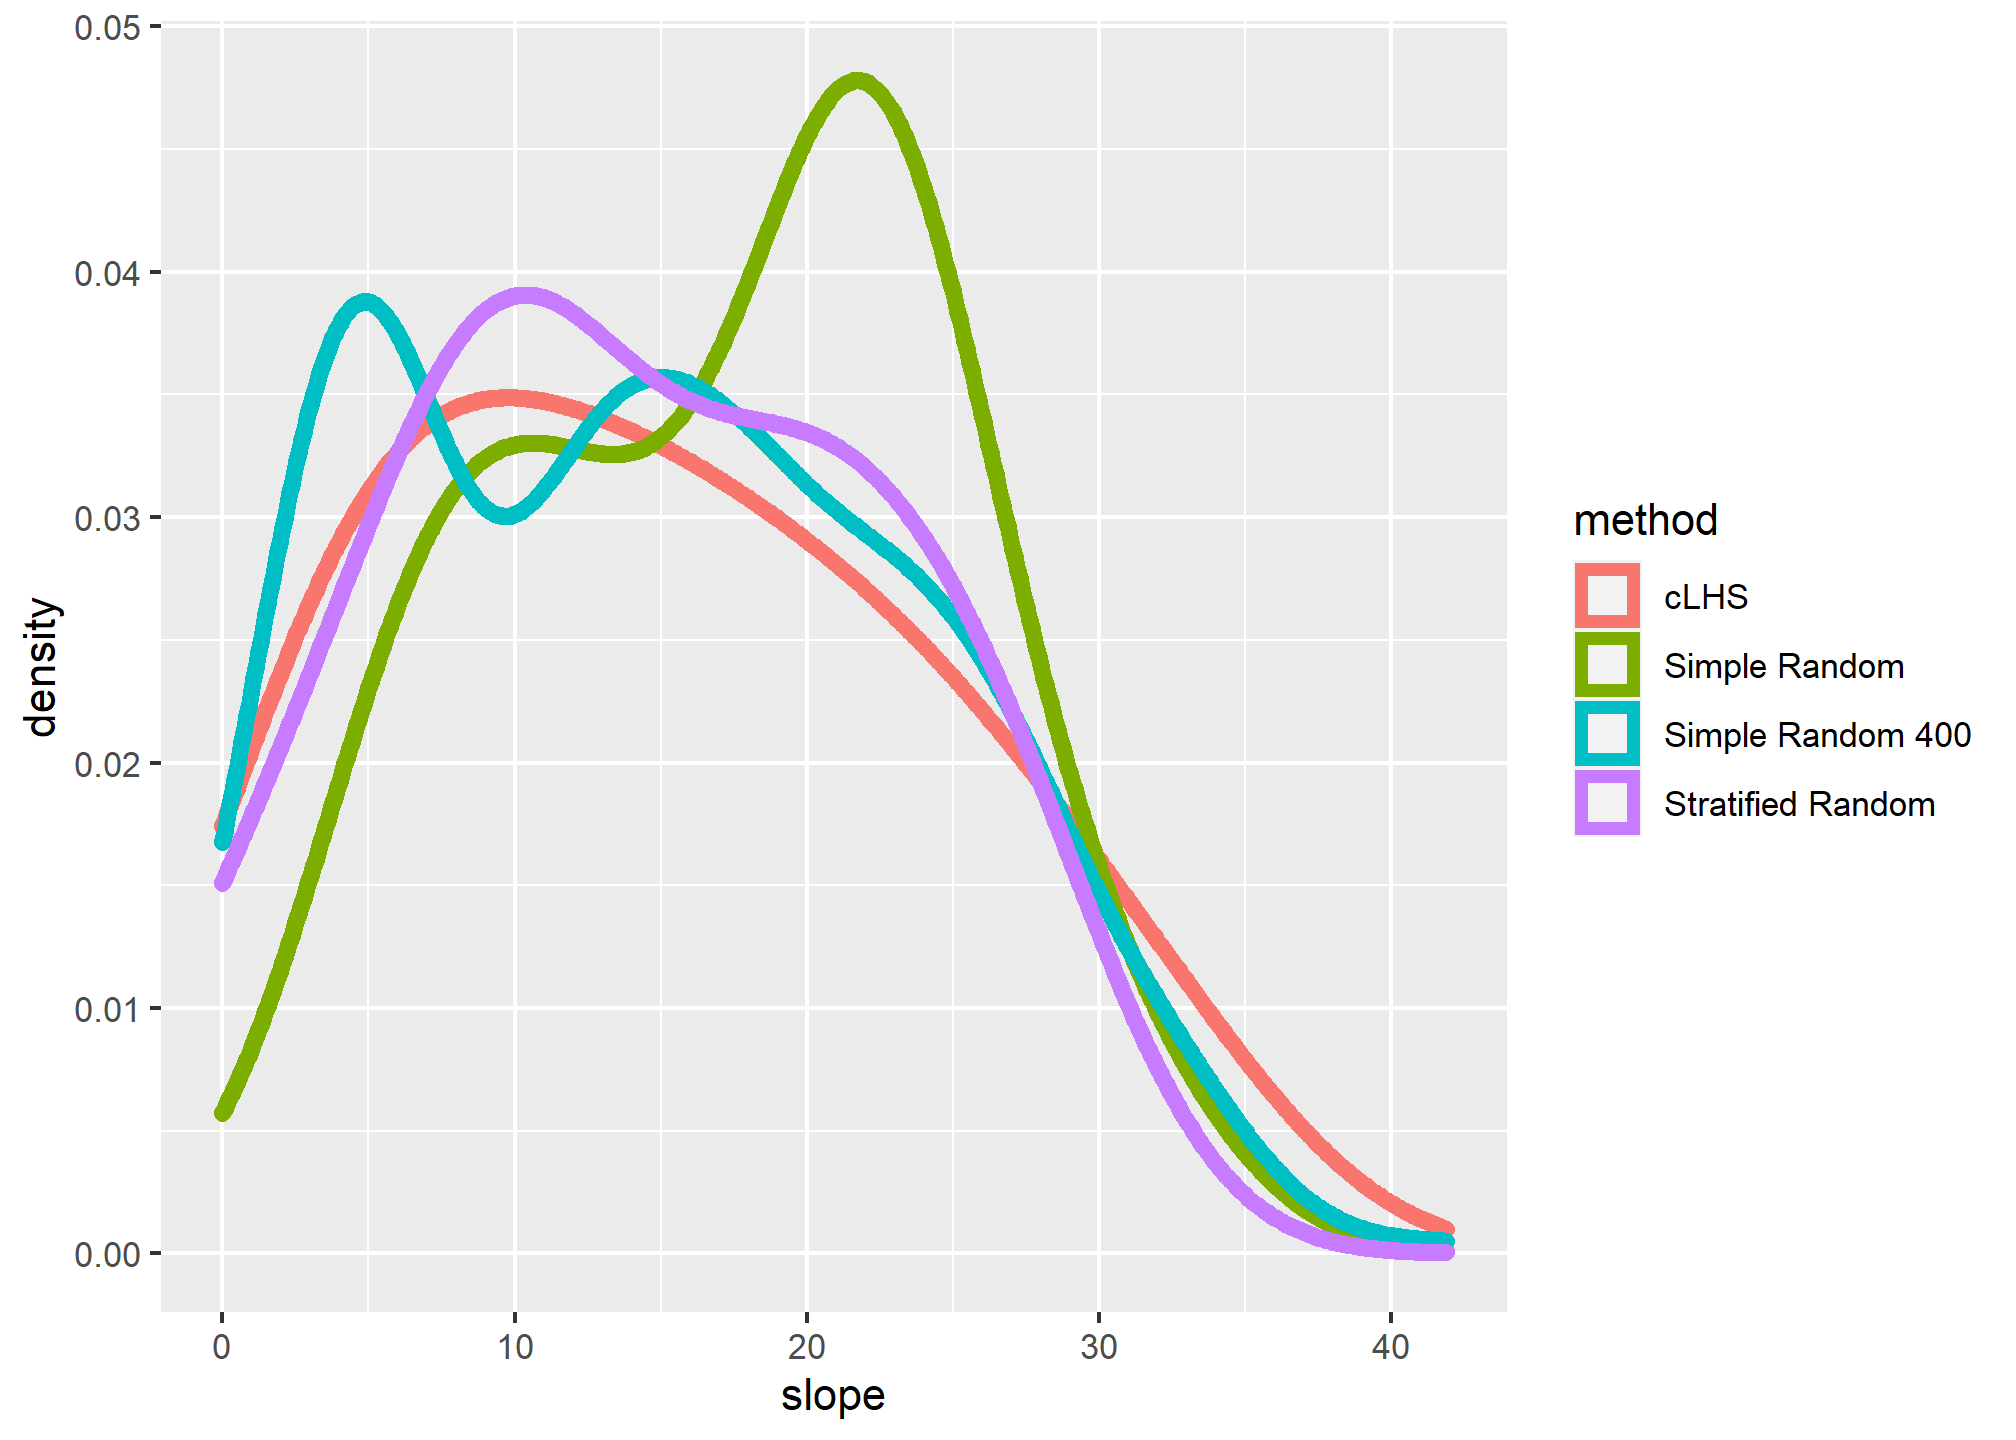 0.05
0.04
0.03
0.02
0.01
0.00
density
0 10 20 30 40
slope
method
cLHS
Simple Random
Simple Random 400
Stratified Random